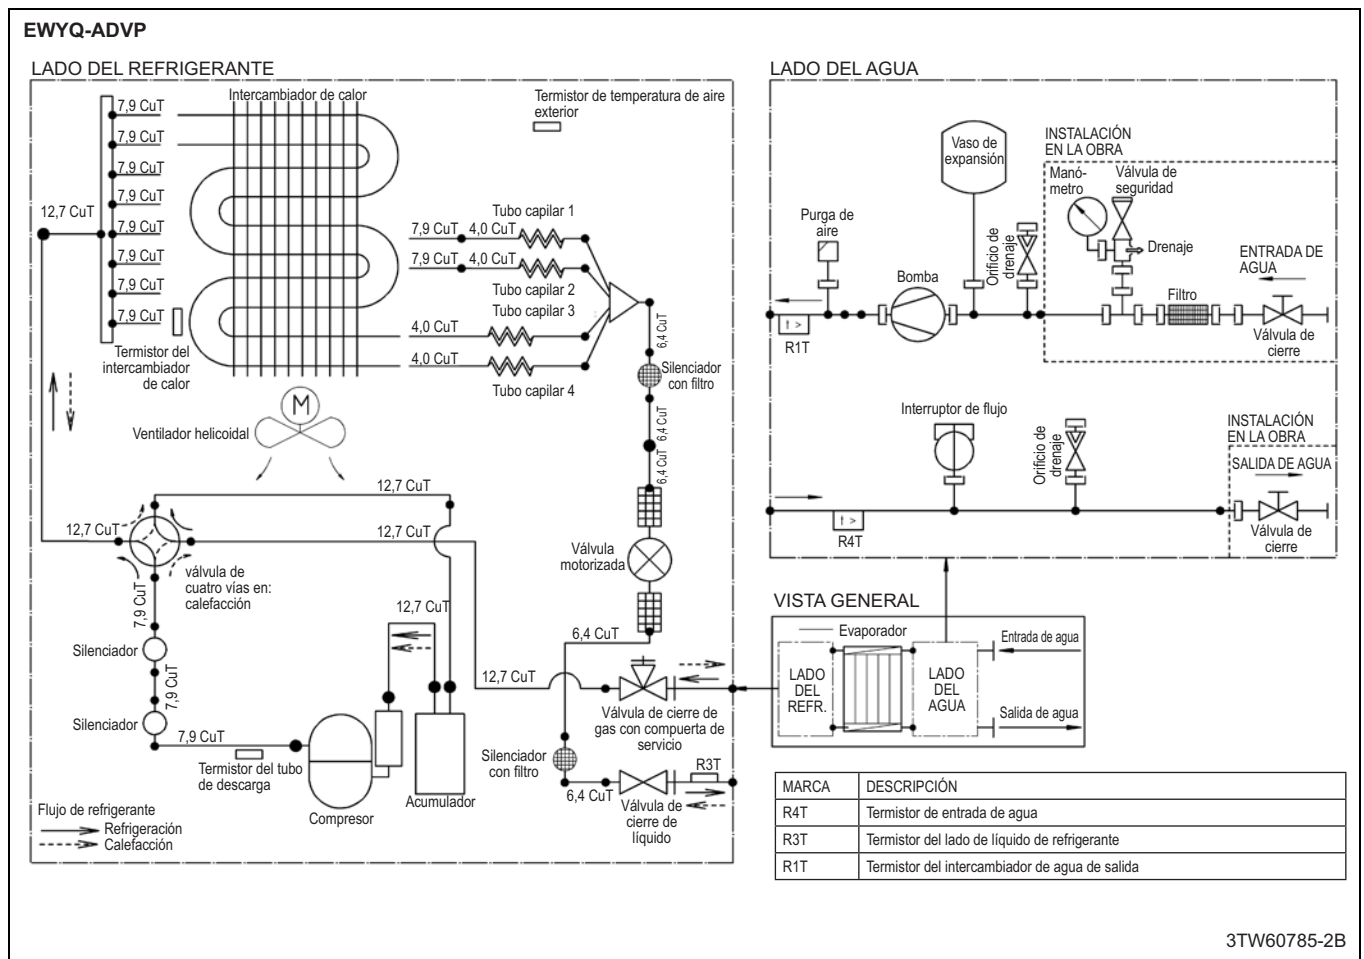 EWYQ-ADVP
LADO DEL REFRIGERANTE
Intercambiador de calor
Termistor de temperatura de aire
exterior
7,9 CuT
7,9 CuT
7,9 CuT
7,9 CuT
7,9 CuT
7,9 CuT
7,9 CuT
7,9 CuT
12,7 CuT
Termistor del
intercambiador
de calor
Tubo capilar 1
7,9 CuT
4,0 CuT
7,9 CuT
4,0 CuT
Tubo capilar 2
Tubo capilar 3
4,0 CuT
4,0 CuT
Tubo capilar 4
6,4 CuT
Silenciador
con filtro
6,4 CuT
6,4 CuT
M
Ventilador helicoidal
12,7 CuT
12,7 CuT
12,7 CuT
válvula de
cuatro vías en:
calefacción
Válvula
motorizada
7,9 CuT
12,7 CuT
6,4 CuT
Silenciador
7,9 CuT
12,7 CuT
Silenciador
7,9 CuT
Válvula de cierre de
gas con compuerta de
servicio
Termistor del tubo
de descarga
Silenciador
con filtro
R3T
6,4 CuT
Acumulador
Compresor
Válvula de
cierre de
líquido
Flujo de refrigerante
Refrigeración
Calefacción
LADO DEL AGUA
Vaso de
expansión
INSTALACIÓN
EN LA OBRA
Manó-
metro
Válvula de
seguridad
Purga de
aire
Orificio de
drenaje
Drenaje
ENTRADA DE
AGUA
Bomba
Filtro
t >
R1T
Válvula de
cierre
Interruptor de flujo
Orificio de
drenaje
INSTALACIÓN
EN LA OBRA
SALIDA DE AGUA
t >
R4T
Válvula de
cierre
VISTA GENERAL
Evaporador
Entrada de agua
LADO
DEL
REFR.
LADO
DEL
AGUA
Salida de agua
MARCA DESCRIPCIÓN
R4T Termistor de entrada de agua
R3T Termistor del lado de líquido de refrigerante
R1T Termistor del intercambiador de agua de salida
3TW60785-2B